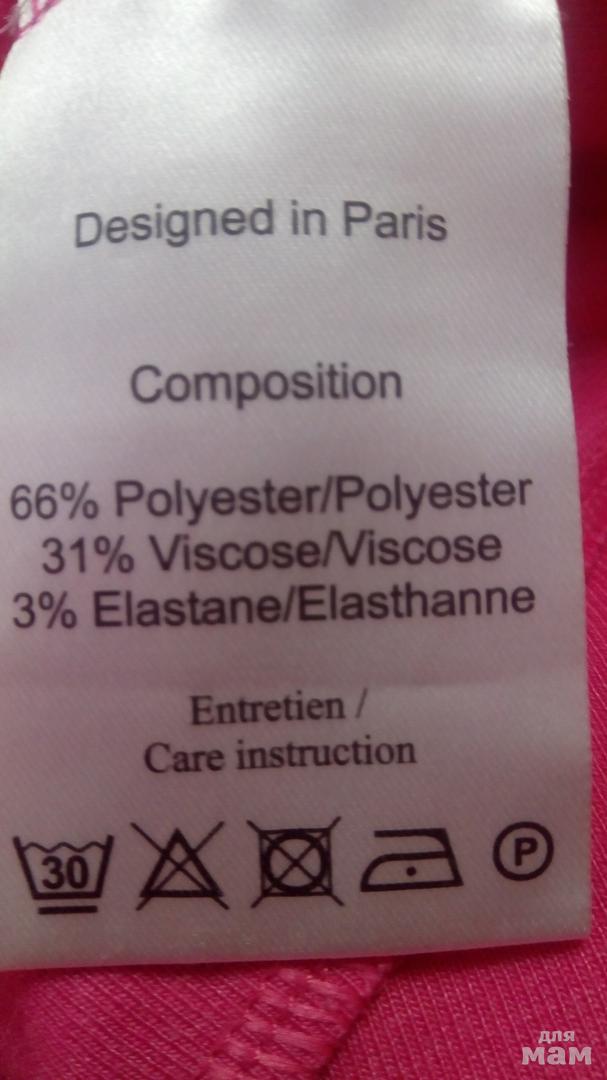 Designed in Paris
Composition
66% Polyester/Polyester
31% Viscose/Viscose
3% Elastane/Elasthanne
Entretien /
Care instruction
30
P
для
мам